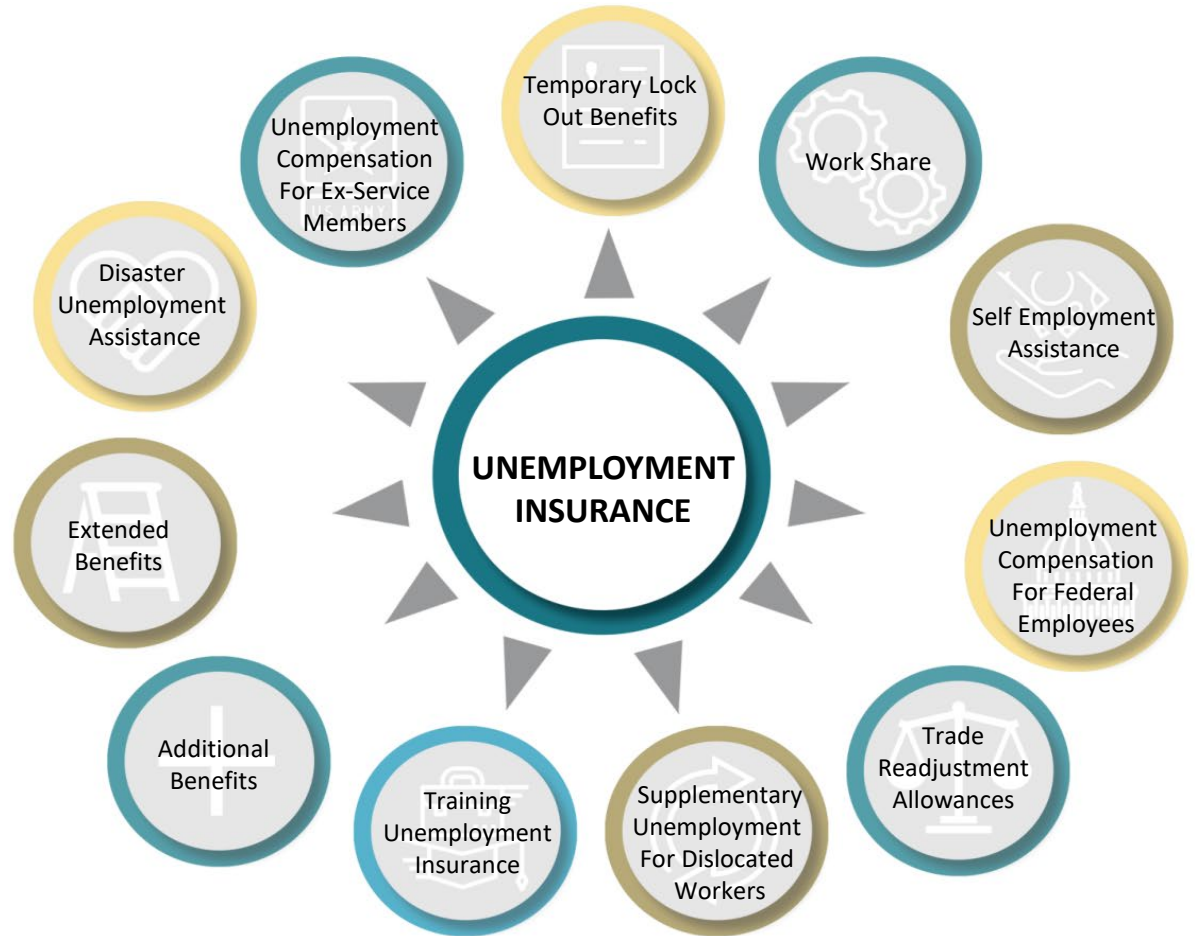 Temporary Lock
Out Benefits
Work Share
Self Employment
Assistance
Unemployment
Compensation
For Federal
Employees
Trade
Readjustment
Allowances
Supplementary
Unemployment
For Dislocated
Workers
Training
Unemployment
Insurance
Additional
Benefits
Extended
Benefits
Disaster
Unemployment
Assistance
Unemployment
Compensation
For Ex-Service
Members
US ARMY
UNEMPLOYMENT
INSURANCE